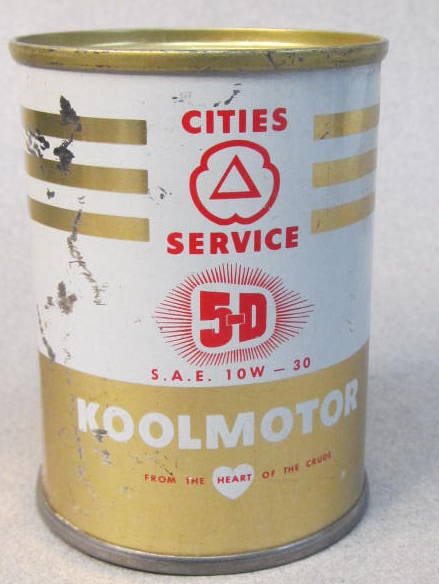 CITIES
SERVICE
5-D
S.A.E. 10W - 30
KOOLMOTOR
FROM THE HEART OF THE CRUDE